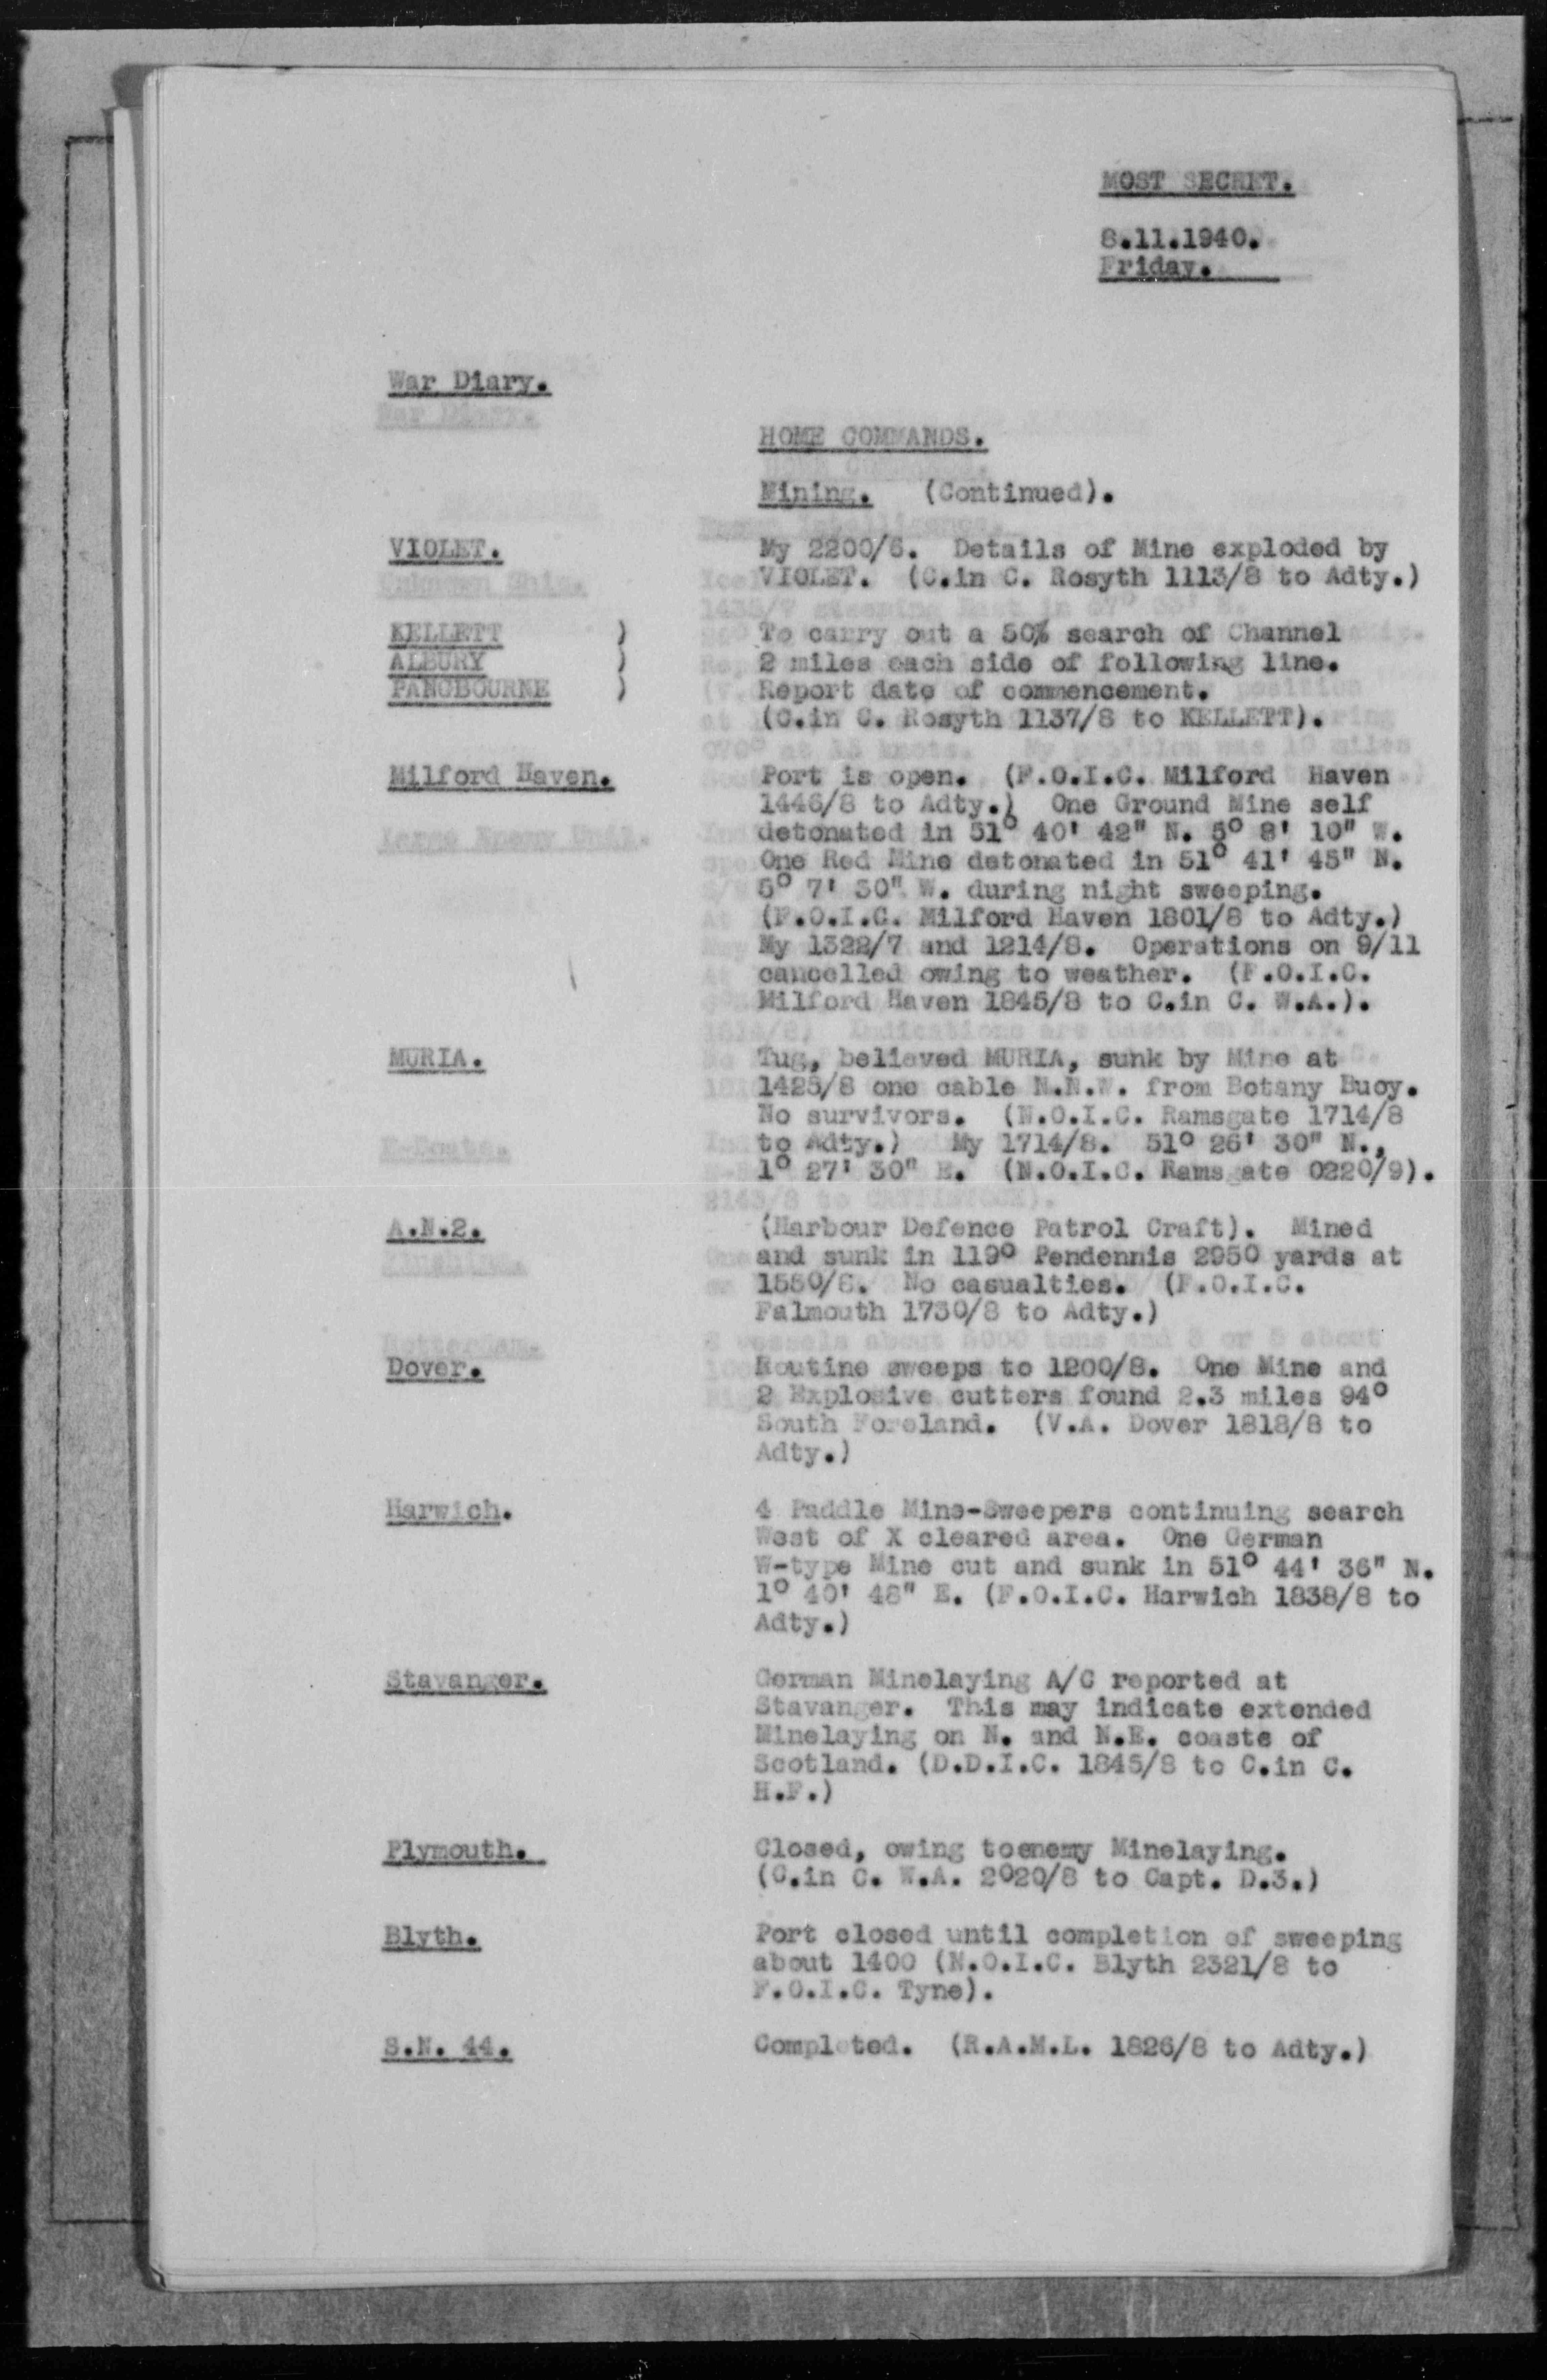 MOST SECRET.
8.11.1940.
Friday.
War Diary.
HOME COMMANDS.
Mining. (Continued).
VIOLET. My 2200/6. Details of Mine exploded by
VIOLET. (C.in C. Rosyth 1113/8 to Adty.)
KELLETT ) To carry out a 50% search of Channel
ALBURY ) 2 miles each side of following line.
PANGBOURNE ) Report date of commencement.
(C.in C. Rosyth 1137/8 to KELLETT).
Milford Haven. Port is open. (F.O.I.C. Milford Haven
1446/8 to Adty.) One Ground Mine self
detonated in 51° 40' 42" N. 5° 8' 10" W.
One Red Mine detonated in 51° 41' 45" N.
5° 7' 30" W. during night sweeping.
(F.O.I.C. Milford Haven 1801/8 to Adty.)
My 1322/7 and 1214/8. Operations on 9/11
cancelled owing to weather. (F.O.I.C.
Milford Haven 1845/8 to C.in C. W.A.).
MURIA. Tug, believed MURIA, sunk by Mine at
1425/8 one cable N.N.W. from Botany Buoy.
No survivors. (N.O.I.C. Ramsgate 1714/8
to Adty.) My 1714/8. 51° 26' 30" N.,
1° 27' 30" E. (N.O.I.C. Ramsgate 0220/9).
A.N.2. (Harbour Defence Patrol Craft). Mined
and sunk in 119° Pendennis 2950 yards at
1550/8. No casualties. (F.O.I.C.
Falmouth 1730/8 to Adty.)
Dover. Routine sweeps to 1200/8. One Mine and
2 Explosive cutters found 2.3 miles 94°
South Foreland. (V.A. Dover 1818/8 to
Adty.)
Harwich. 4 Paddle Mine-Sweepers continuing search
West of X cleared area. One German
W-type Mine cut and sunk in 51° 44' 36" N.
1° 40' 48" E. (F.O.I.C. Harwich 1838/8 to
Adty.)
Stavanger. German Minelaying A/C reported at
Stavanger. This may indicate extended
Minelaying on N. and N.E. coasts of
Scotland. (D.D.I.C. 1845/8 to C.in C.
H.F.)
Plymouth. Closed, owing toenemy Minelaying.
(C.in C. W.A. 2020/8 to Capt. D.3.)
Blyth. Port closed until completion of sweeping
about 1400 (N.O.I.C. Blyth 2321/8 to
F.O.I.C. Tyne).
S.N. 44. Completed. (R.A.M.L. 1826/8 to Adty.)